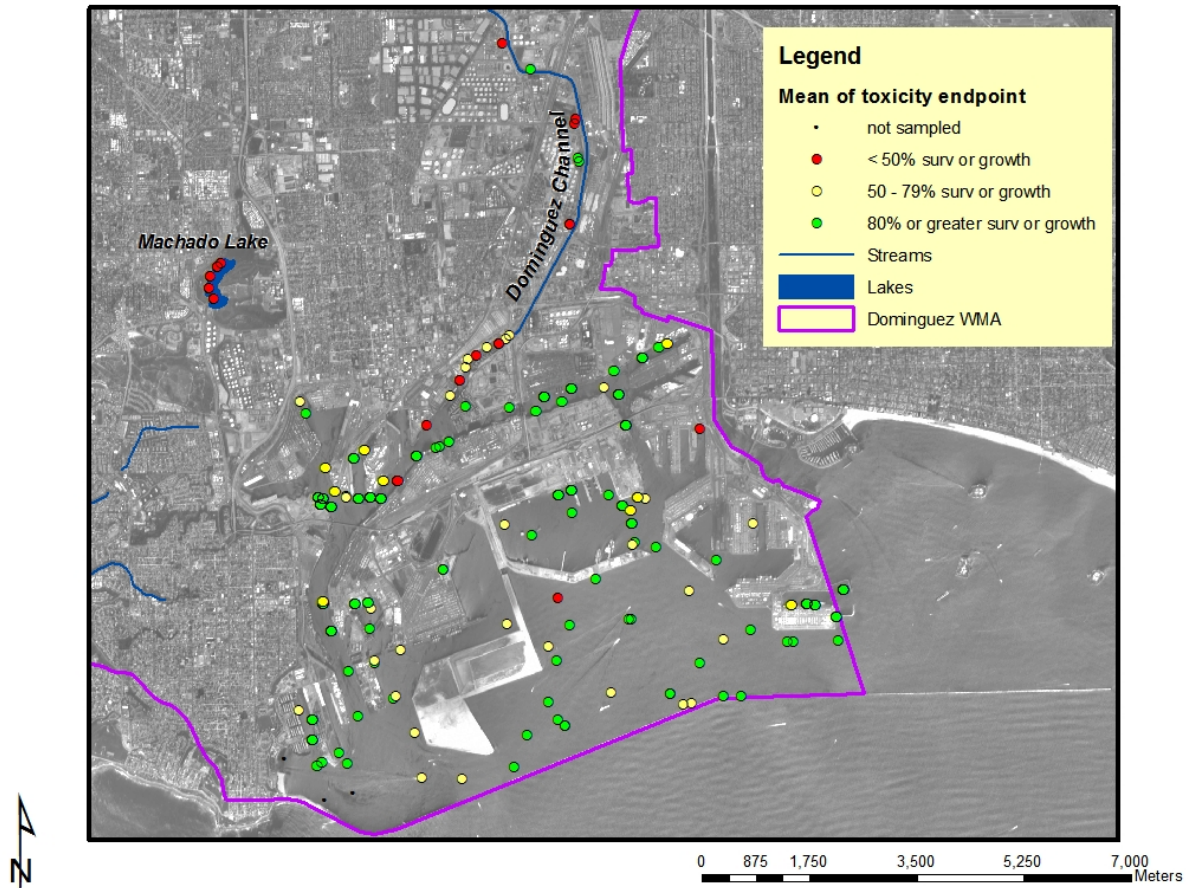 Legend
Mean of toxicity endpoint
not sampled
< 50% surv or growth
50 - 79% surv or growth
80% or greater surv or growth
Streams
Lakes
Dominguez WMA
Dominguez Channel
Machado Lake
N
0 875 1,750 3,500 5,250 7,000
Meters